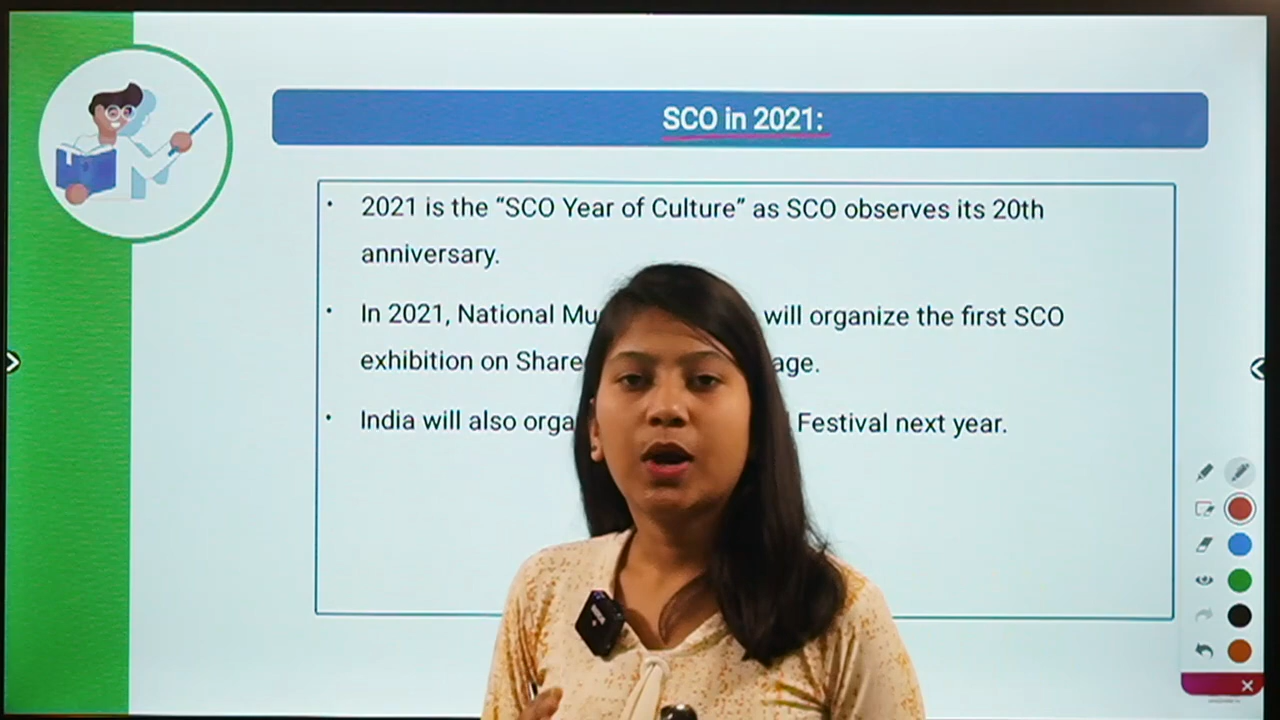 SCO in 2021:
• 2021 is the “SCO Year of Culture” as SCO observes its 20th
anniversary.
• In 2021, National Mu will organize the first SCO
exhibition on Share age.
• India will also orga Festival next year.